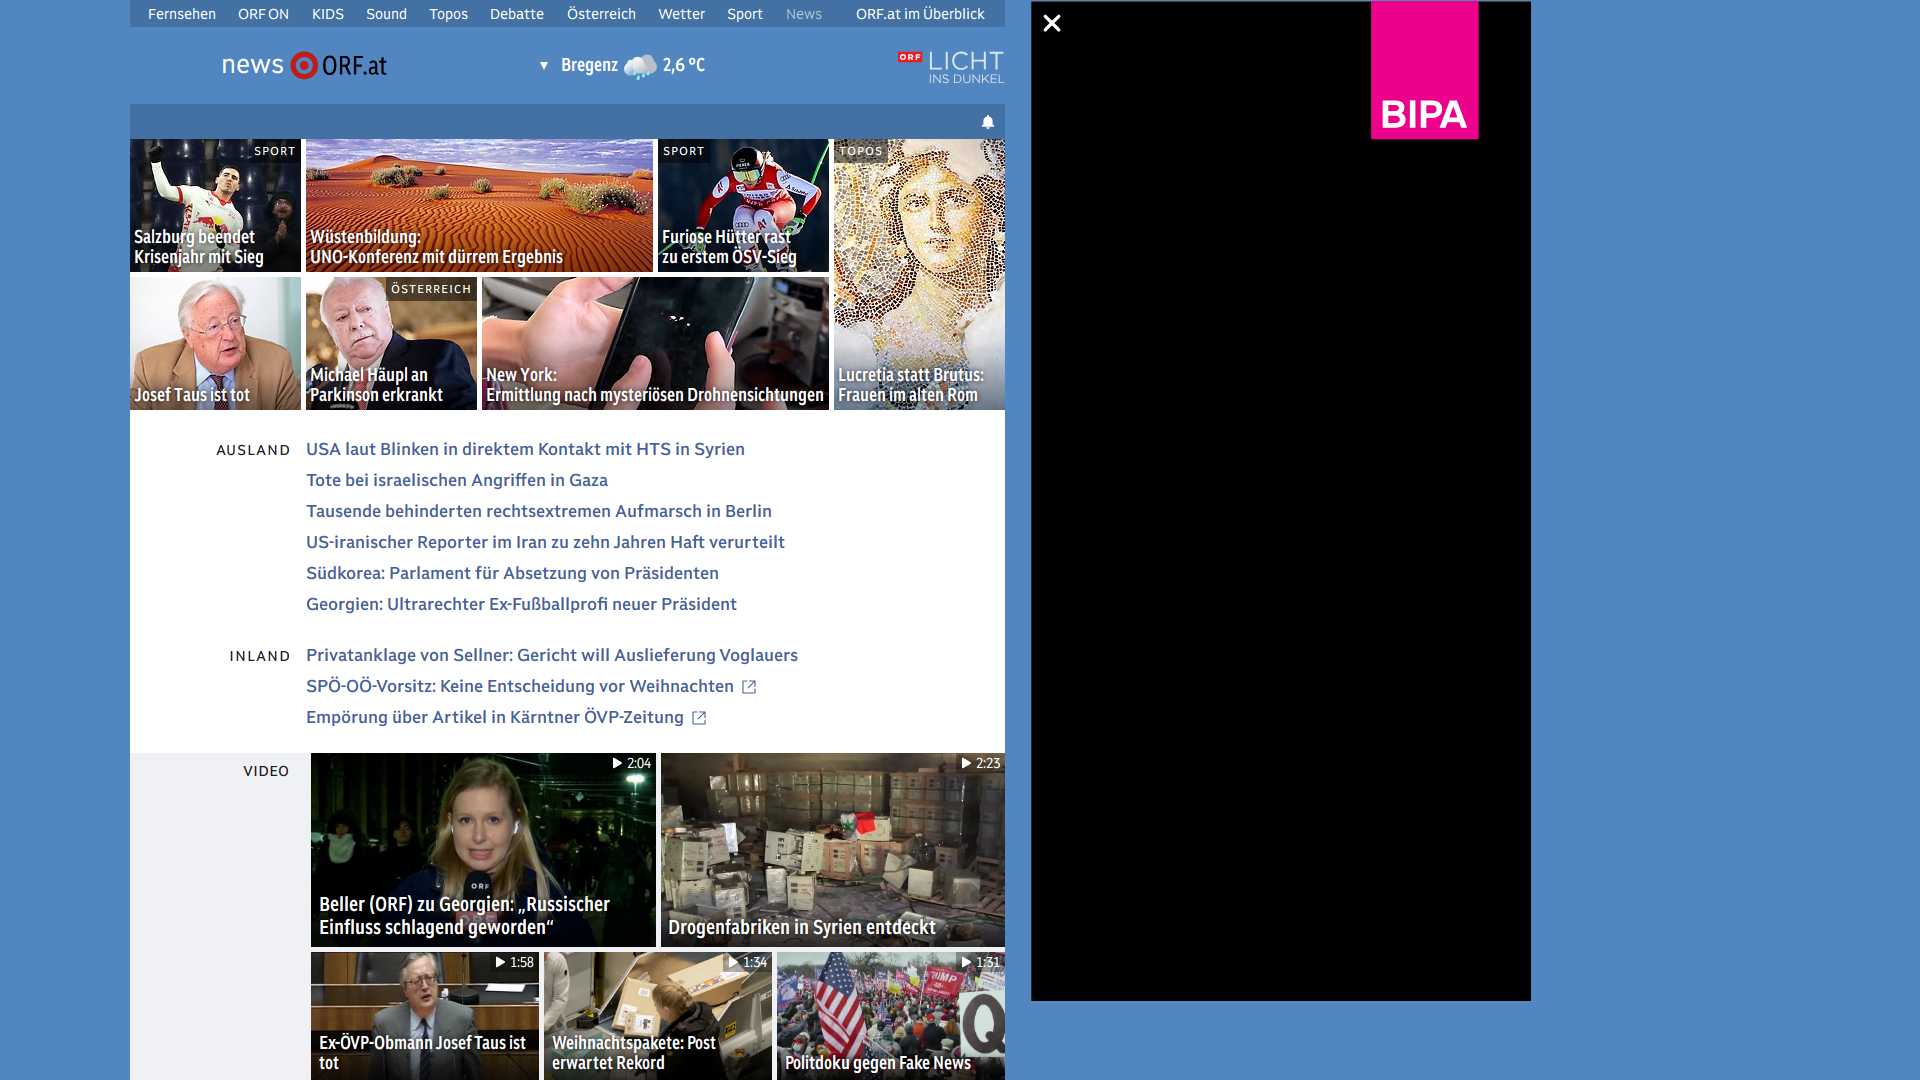 Fernsehen ORF ON KIDS Sound Topos Debatte Österreich Wetter Sport News ORF.at im Überblick
news ORF.at
Bregenz 2,6 °C
ORF LICHT
INS DUNKEL
SPORT
Salzburg beendet
Krisenjahr mit Sieg
Wüstenbildung:
UNO-Konferenz mit dürrem Ergebnis
SPORT
Furiose Hütter rast
zu erstem ÖSV-Sieg
TOPOS
Lucretia statt Brutus:
Frauen im alten Rom
Josef Taus ist tot
ÖSTERREICH
Michael Häupl an
Parkinson erkrankt
New York:
Ermittlung nach mysteriösen Drohnensichtungen
AUSLAND
USA laut Blinken in direktem Kontakt mit HTS in Syrien
Tote bei israelischen Angriffen in Gaza
Tausende behinderten rechtsextremen Aufmarsch in Berlin
US-iranischer Reporter im Iran zu zehn Jahren Haft verurteilt
Südkorea: Parlament für Absetzung von Präsidenten
Georgien: Ultrarechter Ex-Fußballprofi neuer Präsident
INLAND
Privatanklage von Sellner: Gericht will Auslieferung Voglauers
SPÖ-OÖ-Vorsitz: Keine Entscheidung vor Weihnachten
Empörung über Artikel in Kärntner ÖVP-Zeitung
VIDEO
2:04
ORF
Beller (ORF) zu Georgien: „Russischer
Einfluss schlagend geworden“
2:23
Drogenfabriken in Syrien entdeckt
1:58
Ex-ÖVP-Obmann Josef Taus ist
tot
1:34
Weihnachtspakete: Post
erwartet Rekord
1:31
Q
Politdoku gegen Fake News
BIPA